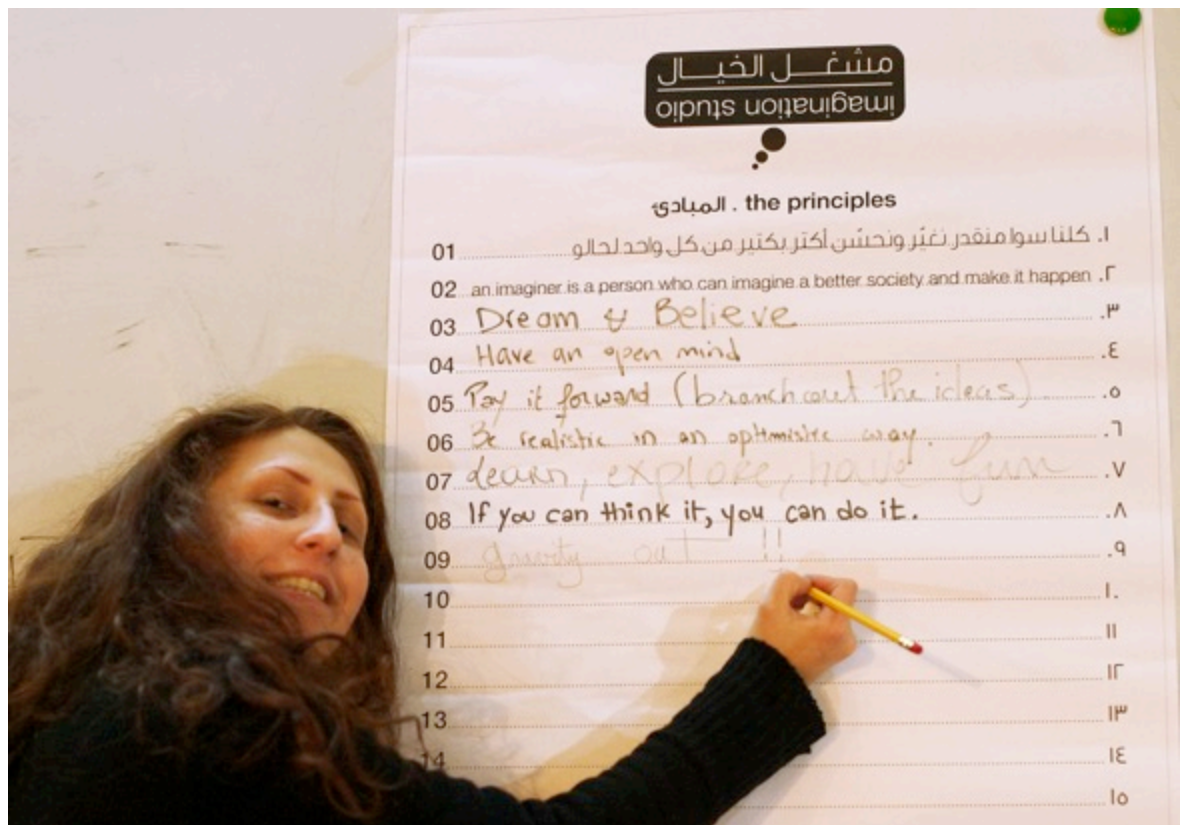 مشغل الخيال
imagination studio
المبادئ . the principles
01 كلنا سوا منقدر نغيّر ونحسّن أكتر بكتير من كل واحد لحالو .١
02 an imaginer is a person who can imagine a better society and make it happen .٢
03 Dream & Believe .٣
04 Have an open mind .٤
05 Pay it forward (branch out the ideas) .٥
06 Be realistic in an optimistic way. .٦
07 Learn, explore, have fun .٧
08 If you can think it, you can do it. .٨
09 gravity out !! .٩
10 .١٠
11 ١١
12 ١٢
13 ١٣
14 ١٤
١٥